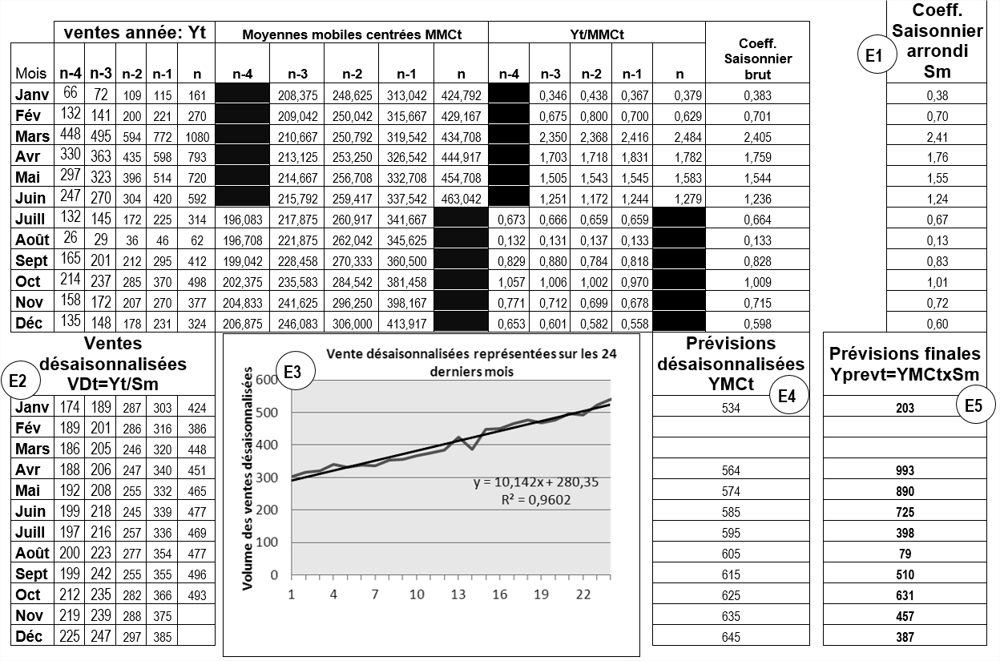 ventes année: Yt Moyennes mobiles centrées MMCt Yt/MMCt Coeff. Saisonnier brut E1 Coeff. Saisonnier arrondi Sm
Mois n-4 n-3 n-2 n-1 n n-4 n-3 n-2 n-1 n n-4 n-3 n-2 n-1 n
Janv 66 72 109 115 161 208,375 248,625 313,042 424,792 0,346 0,438 0,367 0,379 0,383 0,38
Fév 132 141 200 221 270 209,042 250,042 315,667 429,167 0,675 0,800 0,700 0,629 0,701 0,70
Mars 448 495 594 772 1080 210,667 250,792 319,542 434,708 2,350 2,368 2,416 2,484 2,405 2,41
Avr 330 363 435 598 793 213,125 253,250 326,542 444,917 1,703 1,718 1,831 1,782 1,759 1,76
Mai 297 323 396 514 720 214,667 256,708 332,708 454,708 1,505 1,543 1,545 1,583 1,544 1,55
Juin 247 270 304 420 592 215,792 259,417 337,542 463,042 1,251 1,172 1,244 1,279 1,236 1,24
Juill 132 145 172 225 314 196,083 217,875 260,917 341,667 0,673 0,666 0,659 0,659 0,664 0,67
Août 26 29 36 46 62 196,708 221,875 262,042 345,625 0,132 0,131 0,137 0,133 0,133 0,13
Sept 165 201 212 295 412 199,042 228,458 270,333 360,500 0,829 0,880 0,784 0,818 0,828 0,83
Oct 214 237 285 370 498 202,375 235,583 284,542 381,458 1,057 1,006 1,002 0,970 1,009 1,01
Nov 158 172 207 270 377 204,833 241,625 296,250 398,167 0,771 0,712 0,699 0,678 0,715 0,72
Déc 135 148 178 231 324 206,875 246,083 306,000 413,917 0,653 0,601 0,582 0,558 0,598 0,60
Ventes
désaisonnalisées
VDt=Yt/Sm
E2
Janv 174 189 287 303 424
Fév 189 201 286 316 386
Mars 186 205 246 320 448
Avr 188 206 247 340 451
Mai 192 208 255 332 465
Juin 199 218 245 339 477
Juill 197 216 257 336 469
Août 200 223 277 354 477
Sept 199 242 255 355 496
Oct 212 235 282 366 493
Nov 219 239 288 375
Déc 225 247 297 385
E3
Vente désaisonnalisées représentées sur les 24
derniers mois
Volume des ventes désaisonnalisées
600
500
400
300
200
100
0
y = 10,142x + 280,35
R² = 0,9602
1 4 7 10 13 16 19 22
Prévisions
désaisonnalisées
YMCt
E4
534
564
574
585
595
605
615
625
635
645
Prévisions finales
Yprevt=YMCtxSm
E5
203
993
890
725
398
79
510
631
457
387